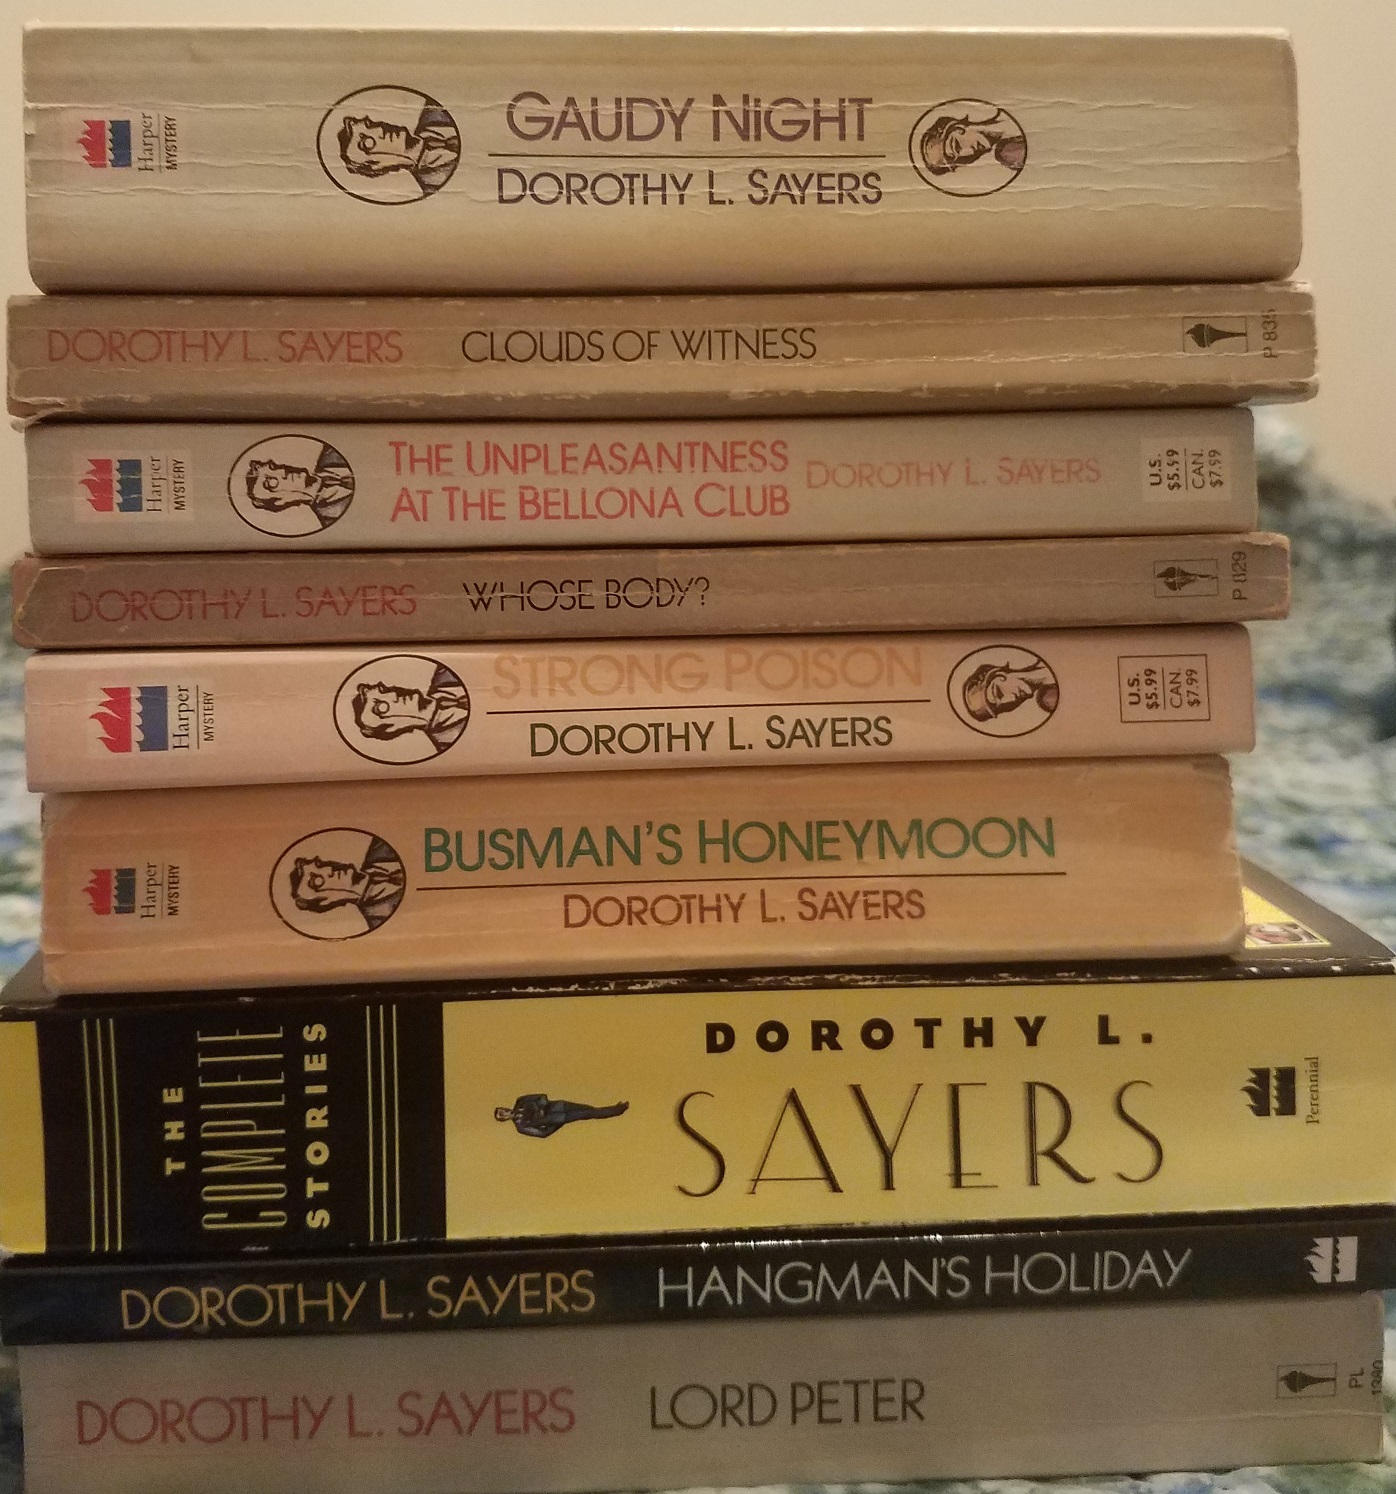 Harper
MYSTERY
GAUDY NIGHT
DOROTHY L. SAYERS
DOROTHY L. SAYERS CLOUDS OF WITNESS
P 835
Harper
MYSTERY
THE UNPLEASANTNESS
AT THE BELLONA CLUB
DOROTHY L. SAYERS
U.S.
$5.99
CAN.
$7.99
DOROTHY L. SAYERS WHOSE BODY?
P 829
Harper
MYSTERY
STRONG POISON
DOROTHY L. SAYERS
U.S.
$5.99
CAN.
$7.99
Harper
MYSTERY
BUSMAN'S HONEYMOON
DOROTHY L. SAYERS
THE
COMPLETE
STORIES
DOROTHY L.
SAYERS
Perennial
DOROTHY L. SAYERS HANGMAN'S HOLIDAY
DOROTHY L. SAYERS LORD PETER
PL
1380